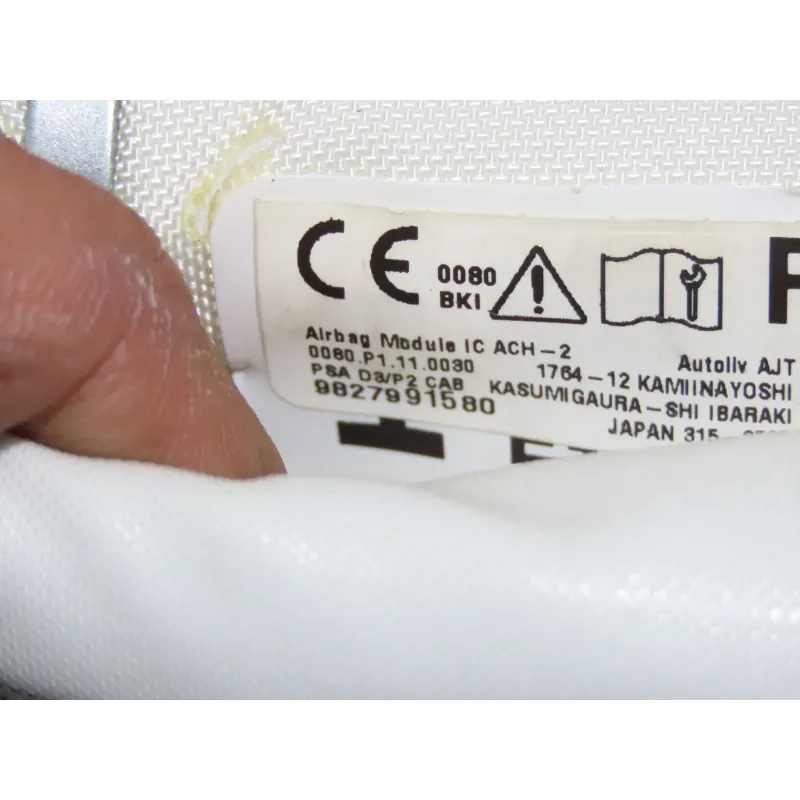 CE 0080
BKI
Airbag Module IC ACH-2
0080.P1.11.0030
PSA D3/P2 CAB
9827991580
Autoliv AJT
1764-12 KAMIINAYOSHI
KASUMIGAURA-SHI IBARAKI
JAPAN 315-